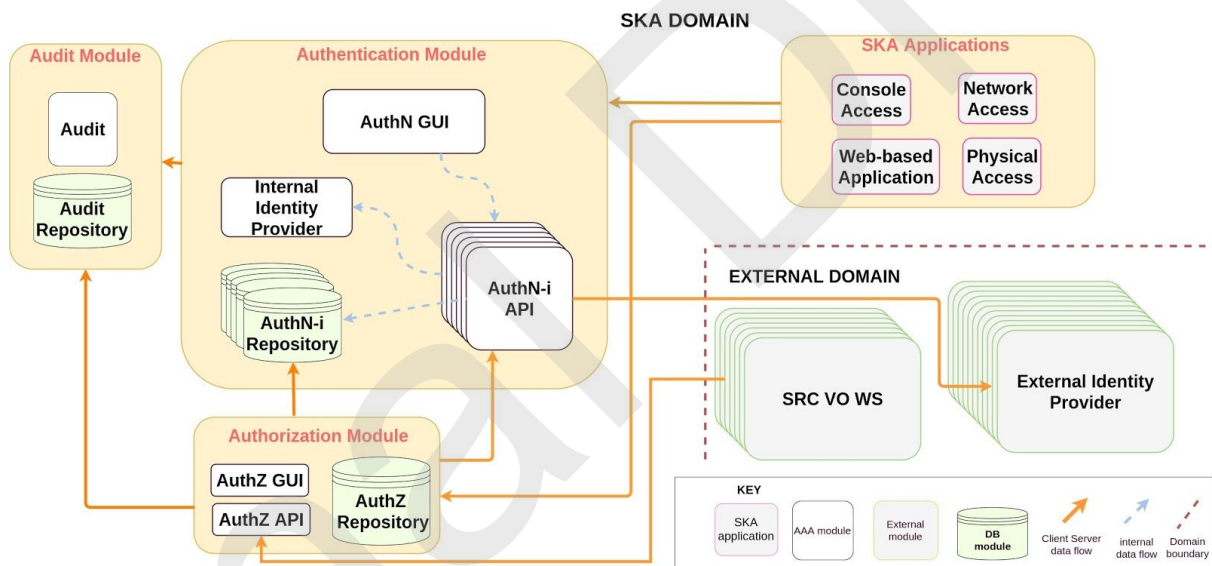 SKA DOMAIN
Audit Module
Audit
Audit
Repository
Authentication Module
AuthN GUI
Internal
Identity
Provider
AuthN-i
API
AuthN-i
Repository
SKA Applications
Console
Access
Network
Access
Web-based
Application
Physical
Access
EXTERNAL DOMAIN
SRC VO WS
External Identity
Provider
Authorization Module
AuthZ GUI
AuthZ API
AuthZ
Repository
KEY
SKA
application
AAA module
External
module
DB
module
Client Server
data flow
internal
data flow
Domain
boundary